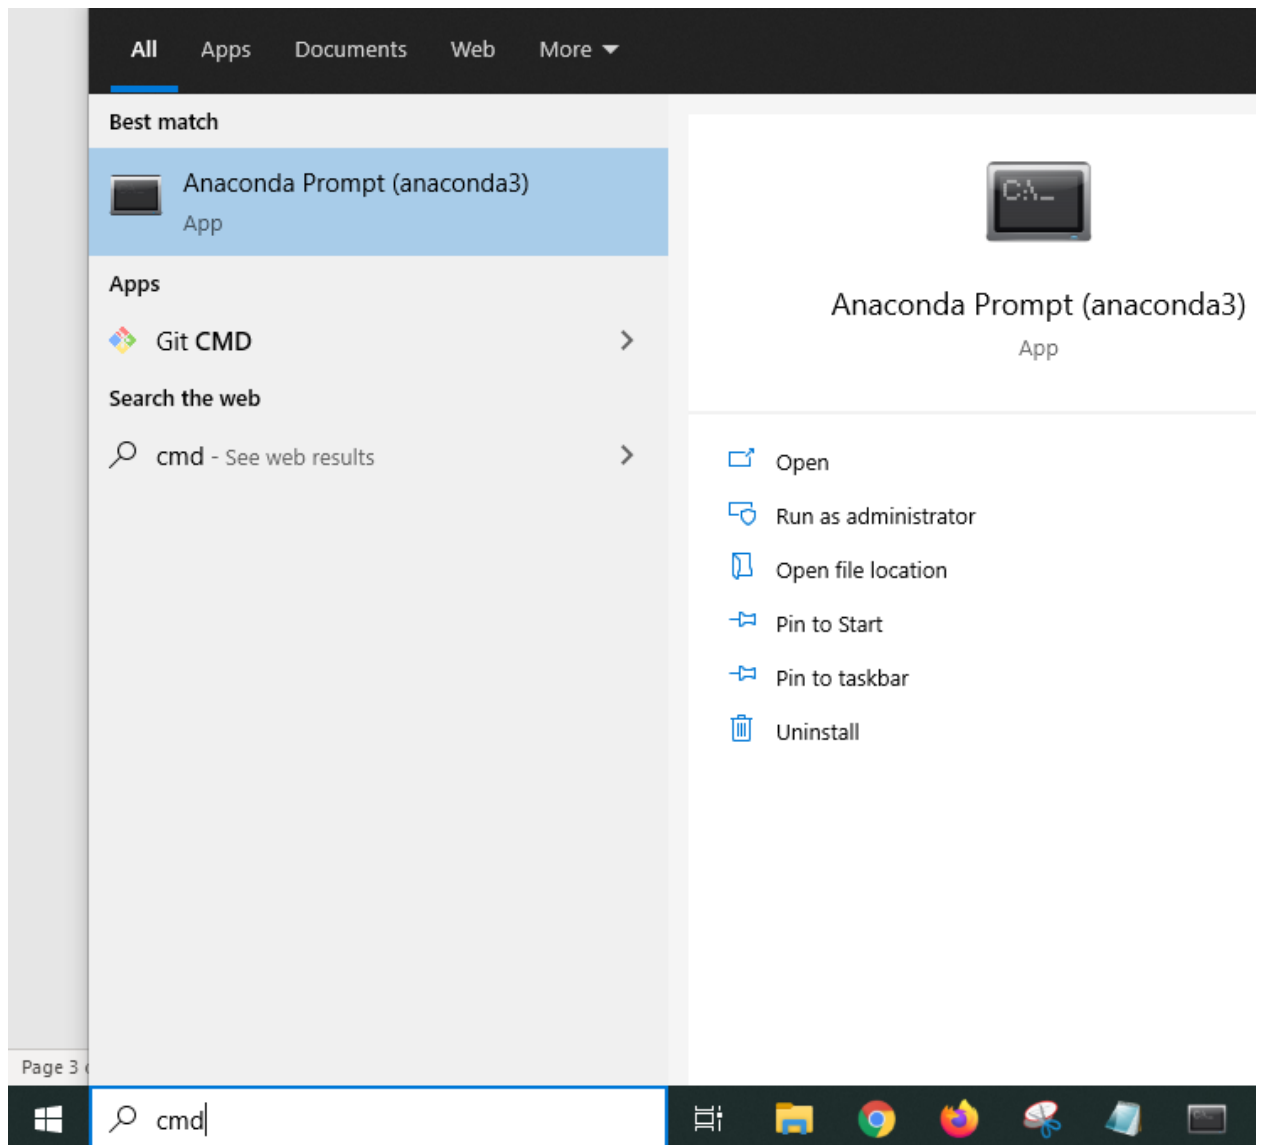 All Apps Documents Web More
Best match
Anaconda Prompt (anaconda3)
App
Apps
Git CMD
Search the web
cmd - See web results
C:\_
Anaconda Prompt (anaconda3)
App
Open
Run as administrator
Open file location
Pin to Start
Pin to taskbar
Uninstall
Page 3
cmd